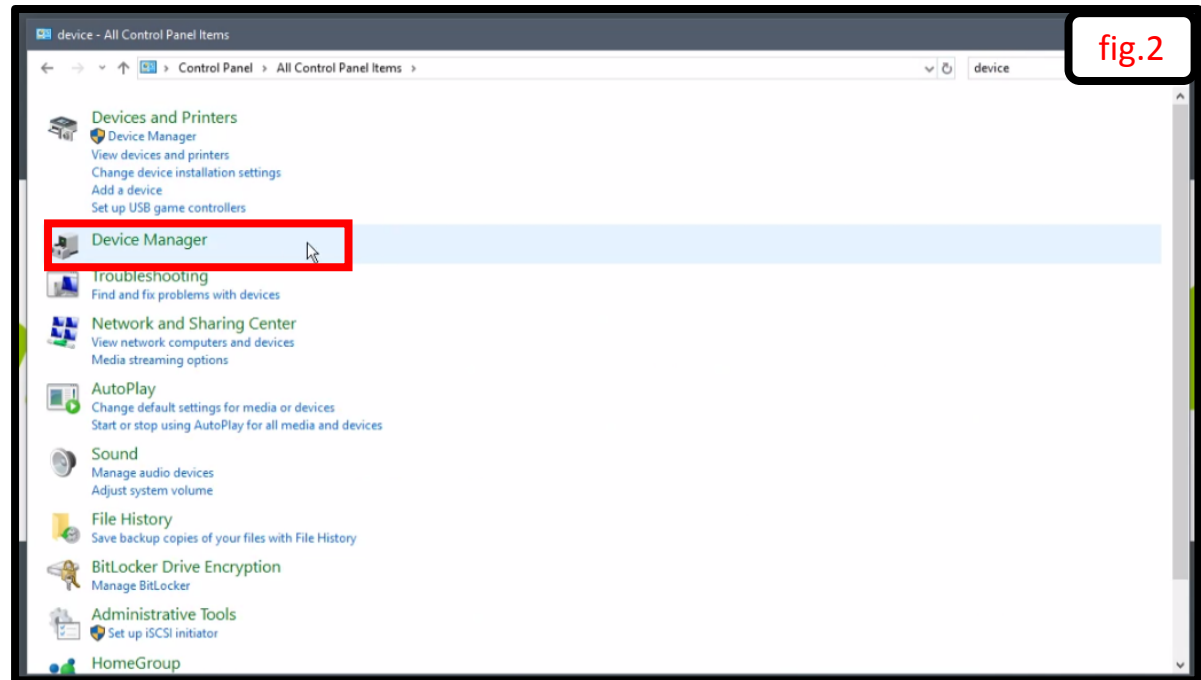 device - All Control Panel Items
fig.2
Control Panel > All Control Panel Items >
device
Devices and Printers
Device Manager
View devices and printers
Change device installation settings
Add a device
Set up USB game controllers
Device Manager
Troubleshooting
Find and fix problems with devices
Network and Sharing Center
View network computers and devices
Media streaming options
AutoPlay
Change default settings for media or devices
Start or stop using AutoPlay for all media and devices
Sound
Manage audio devices
Adjust system volume
File History
Save backup copies of your files with File History
BitLocker Drive Encryption
Manage BitLocker
Administrative Tools
Set up iSCSI initiator
HomeGroup